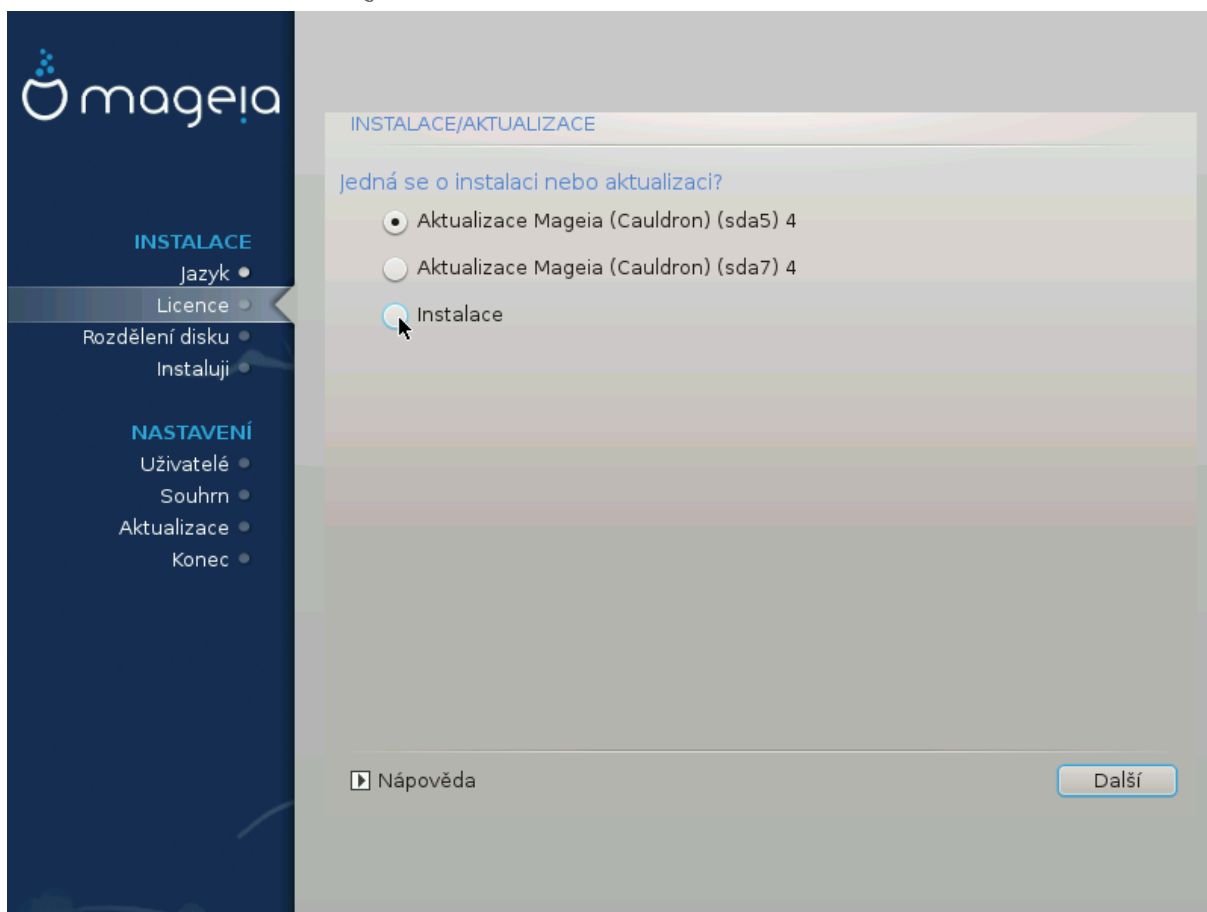 mageia
INSTALACE
Jazyk
Licence
Rozdělení disku
Instaluji
NASTAVENÍ
Uživatelé
Souhrn
Aktualizace
Konec
INSTALACE/AKTUALIZACE
Jedná se o instalaci nebo aktualizaci?
Aktualizace Mageia (Cauldron) (sda5) 4
Aktualizace Mageia (Cauldron) (sda7) 4
Instalace
Nápověda
Další